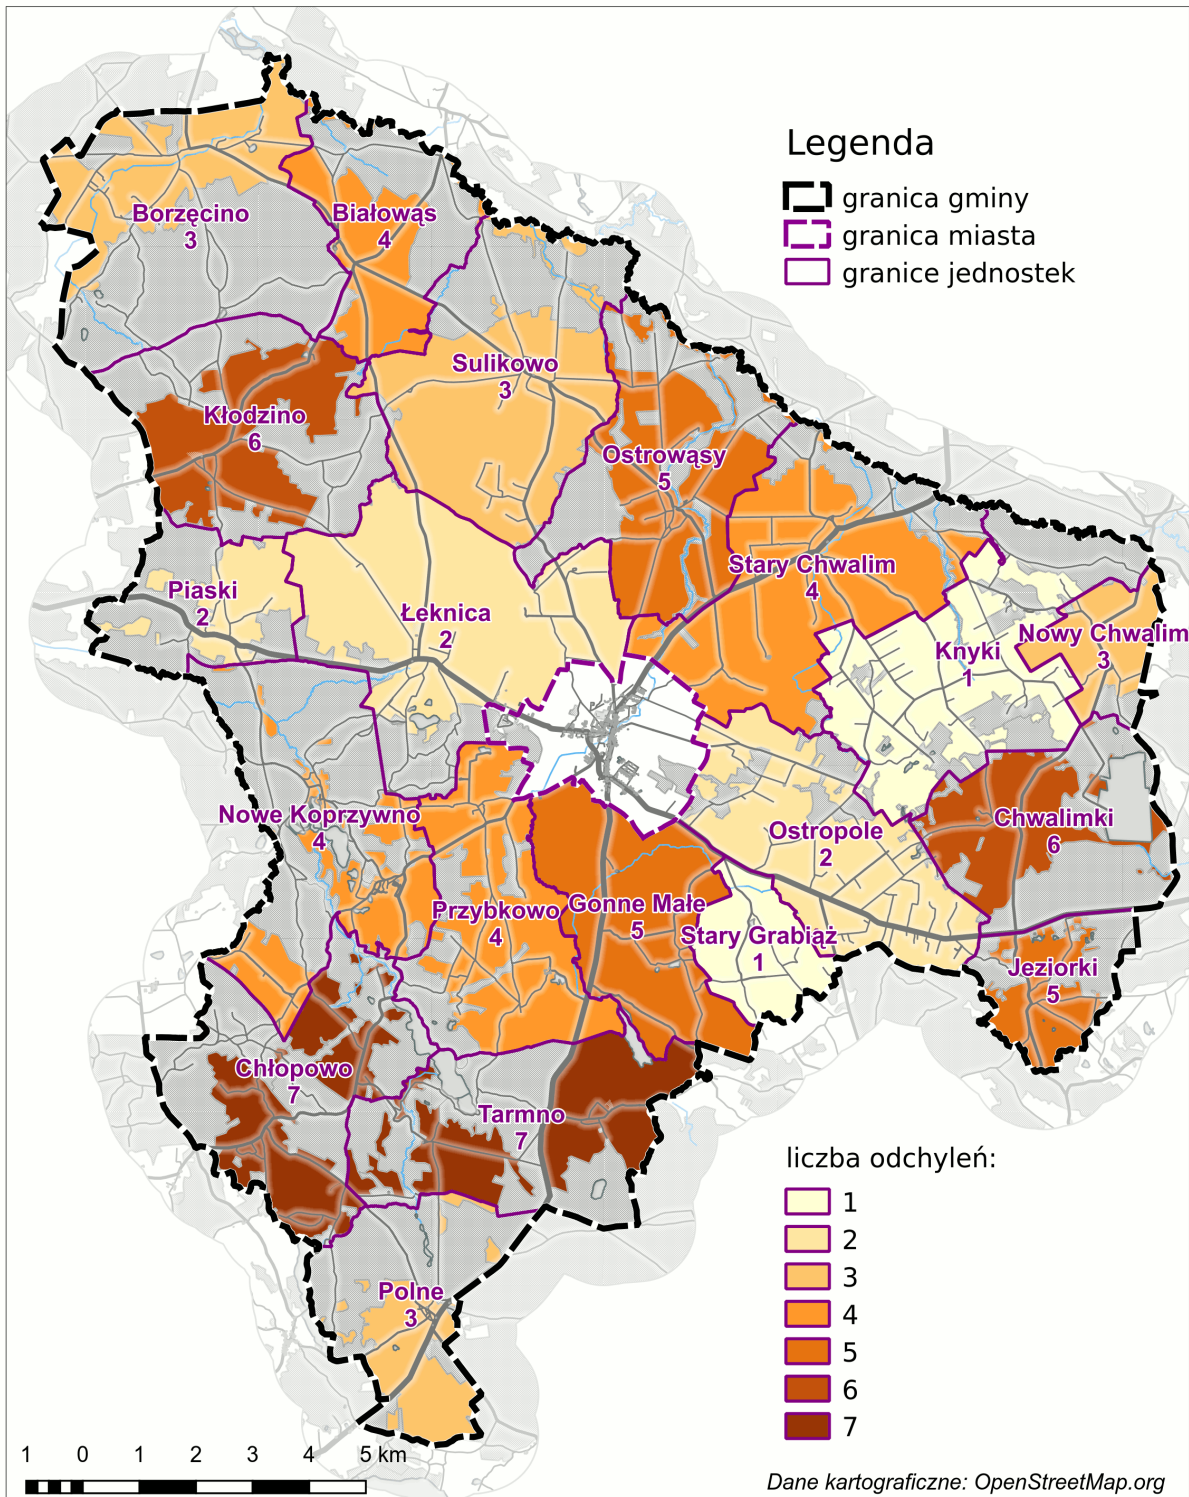 Legenda
granica gminy
granica miasta
granice jednostek
Borzęcino
3
Białowąs
4
Sulikowo
3
Kłodzino
6
Ostrowąsy
5
Stary Chwalim
4
Piaski
2
Łeknica
2
Knyki
1
Nowy Chwalim
3
Nowe Koprzywno
4
Ostropole
2
Chwalimki
6
Przybkowo
4
Gonne Małe
5
Stary Grabiąż
1
Jeziorki
5
Chłopowo
7
Tarmno
7
Polne
3
liczba odchyleń:
1
2
3
4
5
6
7
1 0 1 2 3 4 5 km
Dane kartograficzne: OpenStreetMap.org